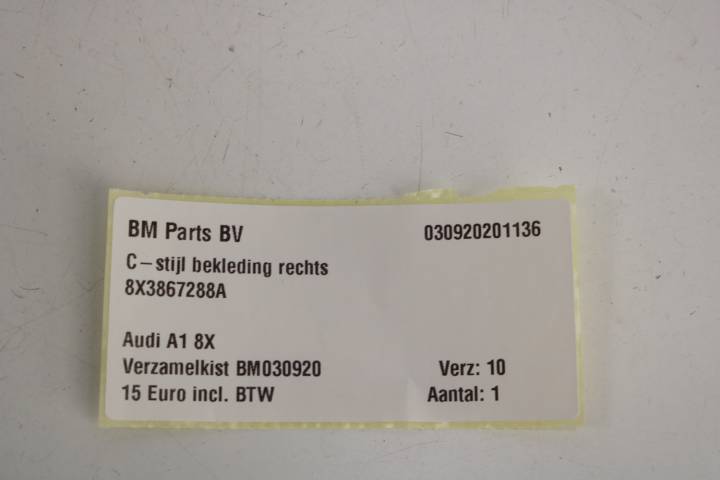 BM Parts BV 030920201136
C-stijl bekleding rechts
8X3867288A
Audi A1 8X
Verzamelkist BM030920 Verz: 10
15 Euro incl. BTW Aantal: 1